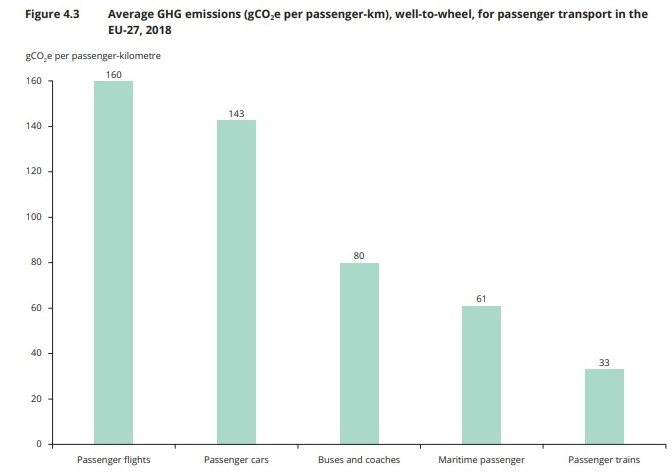 Figure 4.3 Average GHG emissions (gCO₂e per passenger-km), well-to-wheel, for passenger transport in the
EU-27, 2018
gCO₂e per passenger-kilometre
160
140
120
100
80
60
40
20
0
160
143
80
61
33
Passenger flights
Passenger cars
Buses and coaches
Maritime passenger
Passenger trains